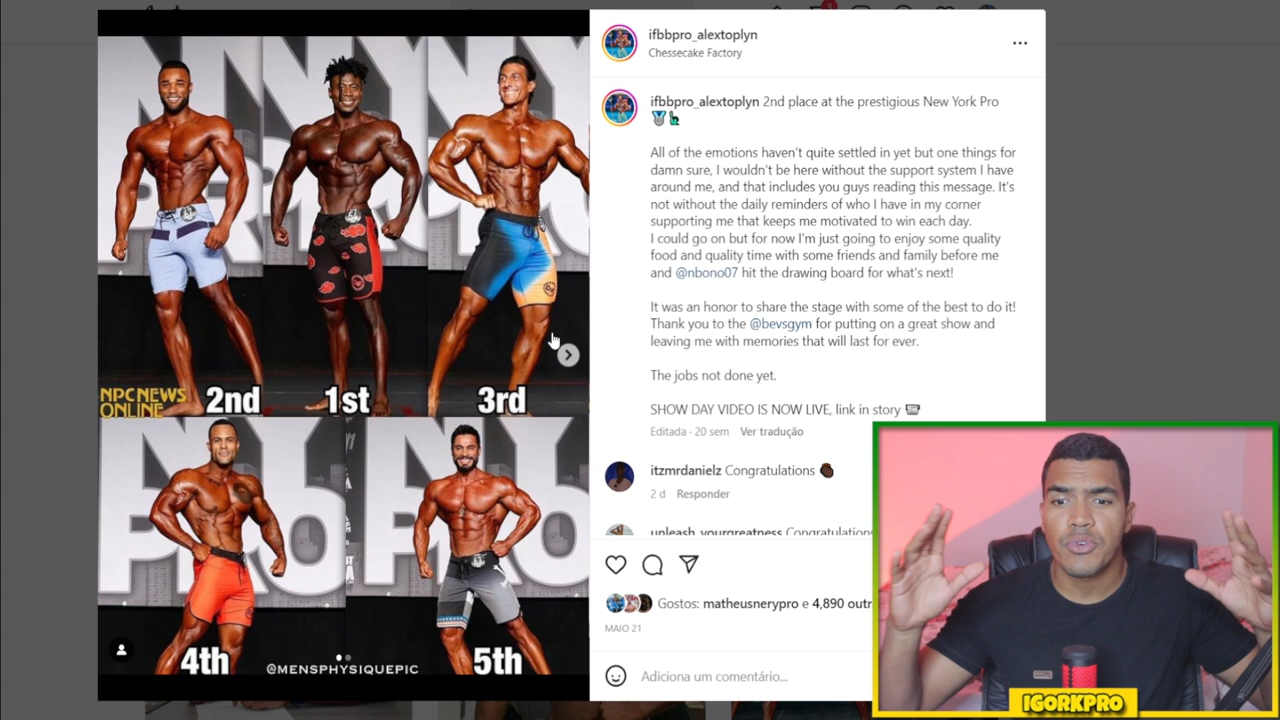 ifbbpro_alextoplyn
Chessecake Factory
ifbbpro_alextoplyn 2nd place at the prestigious New York Pro
All of the emotions haven't quite settled in yet but one things for
damn sure, I wouldn't be here without the support system I have
around me, and that includes you guys reading this message. It's
not without the daily reminders of who I have in my corner
supporting me that keeps me motivated to win each day.
I could go on but for now I'm just going to enjoy some quality
food and quality time with some friends and family before me
and @nbono07 hit the drawing board for what's next!
It was an honor to share the stage with some of the best to do it!
Thank you to the @bevsgym for putting on a great show and
leaving me with memories that will last for ever.
The jobs not done yet.
SHOW DAY VIDEO IS NOW LIVE, link in story
Editada · 20 sem Ver tradução
itzmrdanielz Congratulations
2 d Responder
unleash_yourgreatness Congratulations
Gostos: matheusnerypro e 4,890 outr
MAIO 21
Adiciona um comentário...
NPC NEWS
ONLINE
2nd
1st
3rd
NY
PRO
NY
PRO
4th
@MENSPHYSIQUEPIC
5th
IGORKPRO